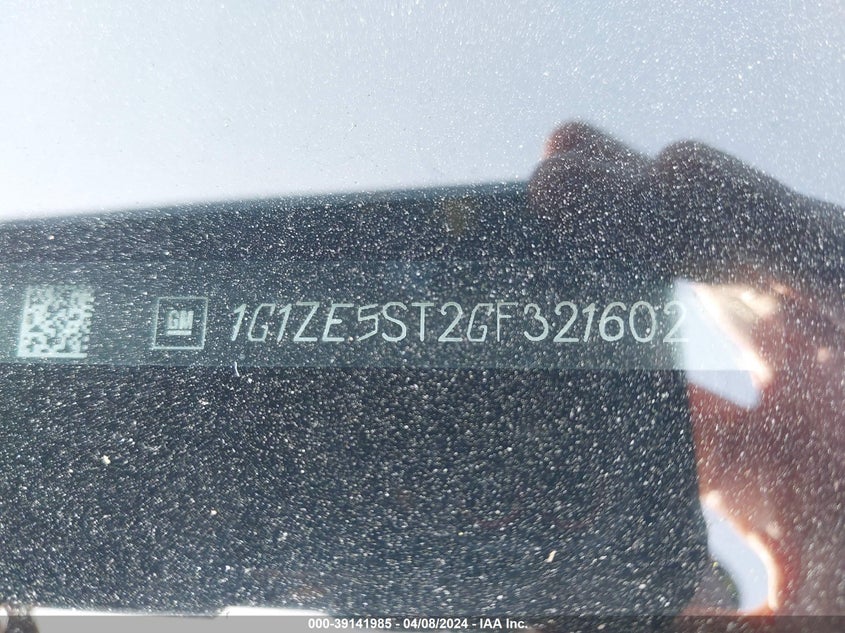 GM 1G1ZE5ST2GF321602
000-39141985 - 04/08/2024 - IAA Inc.